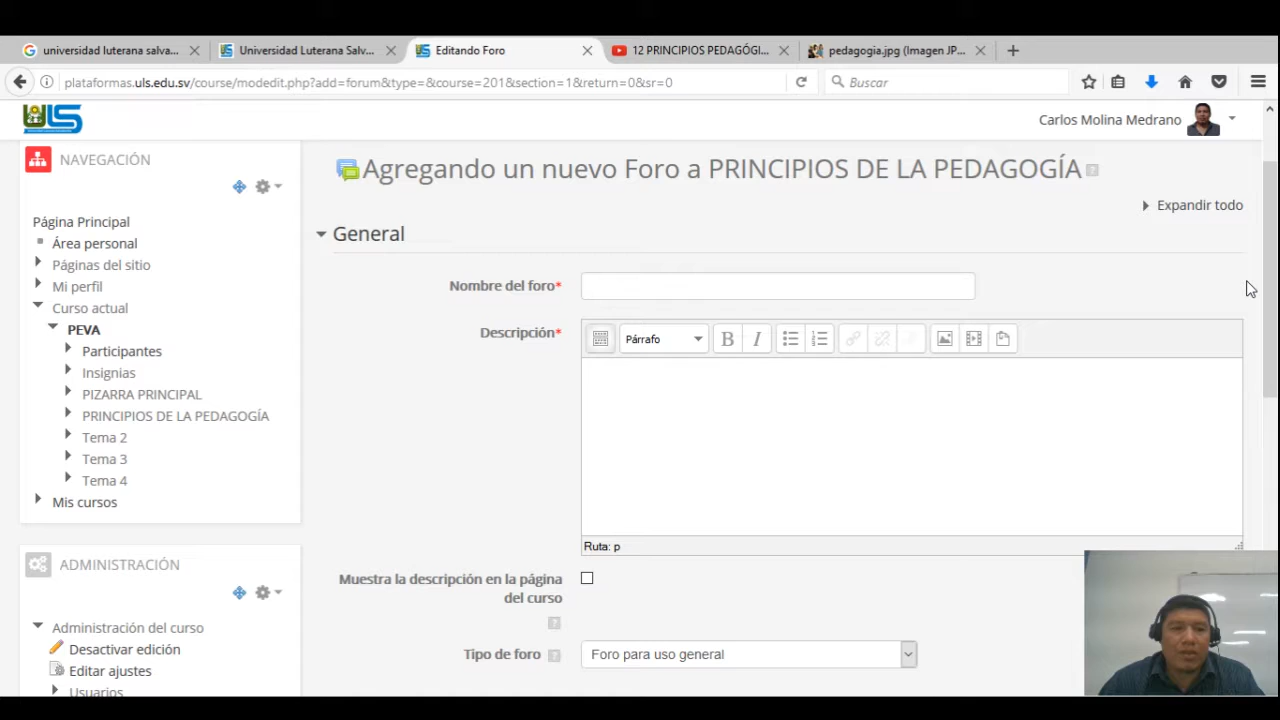 universidad luterana salva...
Universidad Luterana Salv...
Editando Foro
12 PRINCIPIOS PEDAGÓGI...
pedagogia.jpg (Imagen JP...
plataformas.uls.edu.sv/course/modedit.php?add=forum&type=&course=201&section=1&return=0&sr=0
Buscar
ULS
Carlos Molina Medrano
NAVEGACIÓN
Página Principal
Área personal
Páginas del sitio
Mi perfil
Curso actual
PEVA
Participantes
Insignias
PIZARRA PRINCIPAL
PRINCIPIOS DE LA PEDAGOGÍA
Tema 2
Tema 3
Tema 4
Mis cursos
ADMINISTRACIÓN
Administración del curso
Desactivar edición
Editar ajustes
Usuarios
Agregando un nuevo Foro a PRINCIPIOS DE LA PEDAGOGÍA
Expandir todo
General
Nombre del foro*
Descripción*
Párrafo
B I
Ruta: p
Muestra la descripción en la página
del curso
Tipo de foro
Foro para uso general